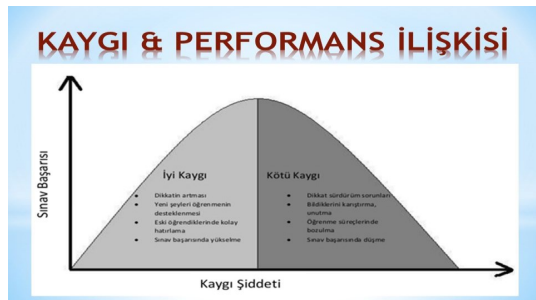 KAYGI & PERFORMANS İLİŞKİSİ
Sınav Başarısı
İyi Kaygı
• Dikkatin artması
• Yeni şeyleri öğrenmenin
desteklenmesi
• Eski öğrendiklerinde kolay
hatırlama
• Sınav başarısında yükselme
Kötü Kaygı
• Dikkat sürdürüm sorunları
• Bildiklerini karıştırma,
unutma
• Öğrenme süreçlerinde
bozulma
• Sınav başarısında düşme
Kaygı Şiddeti